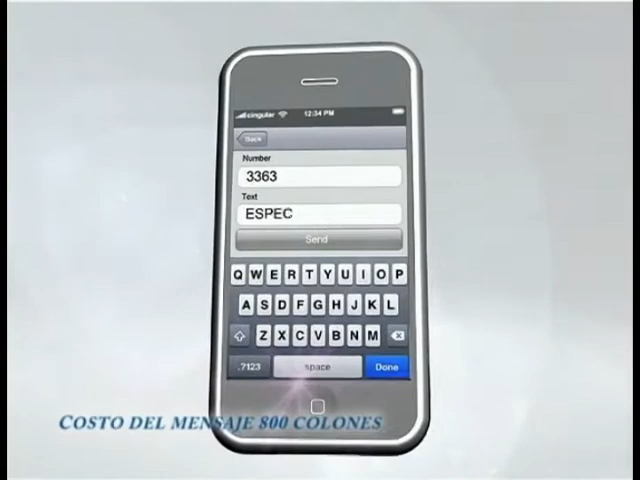 cingular 12:34 PM
Back
Number
3363
Text
ESPEC
Send
Q W E R T Y U I O P
A S D F G H J K L
Z X C V B N M
.?123 space Done
COSTO DEL MENSAJE 800 COLONES